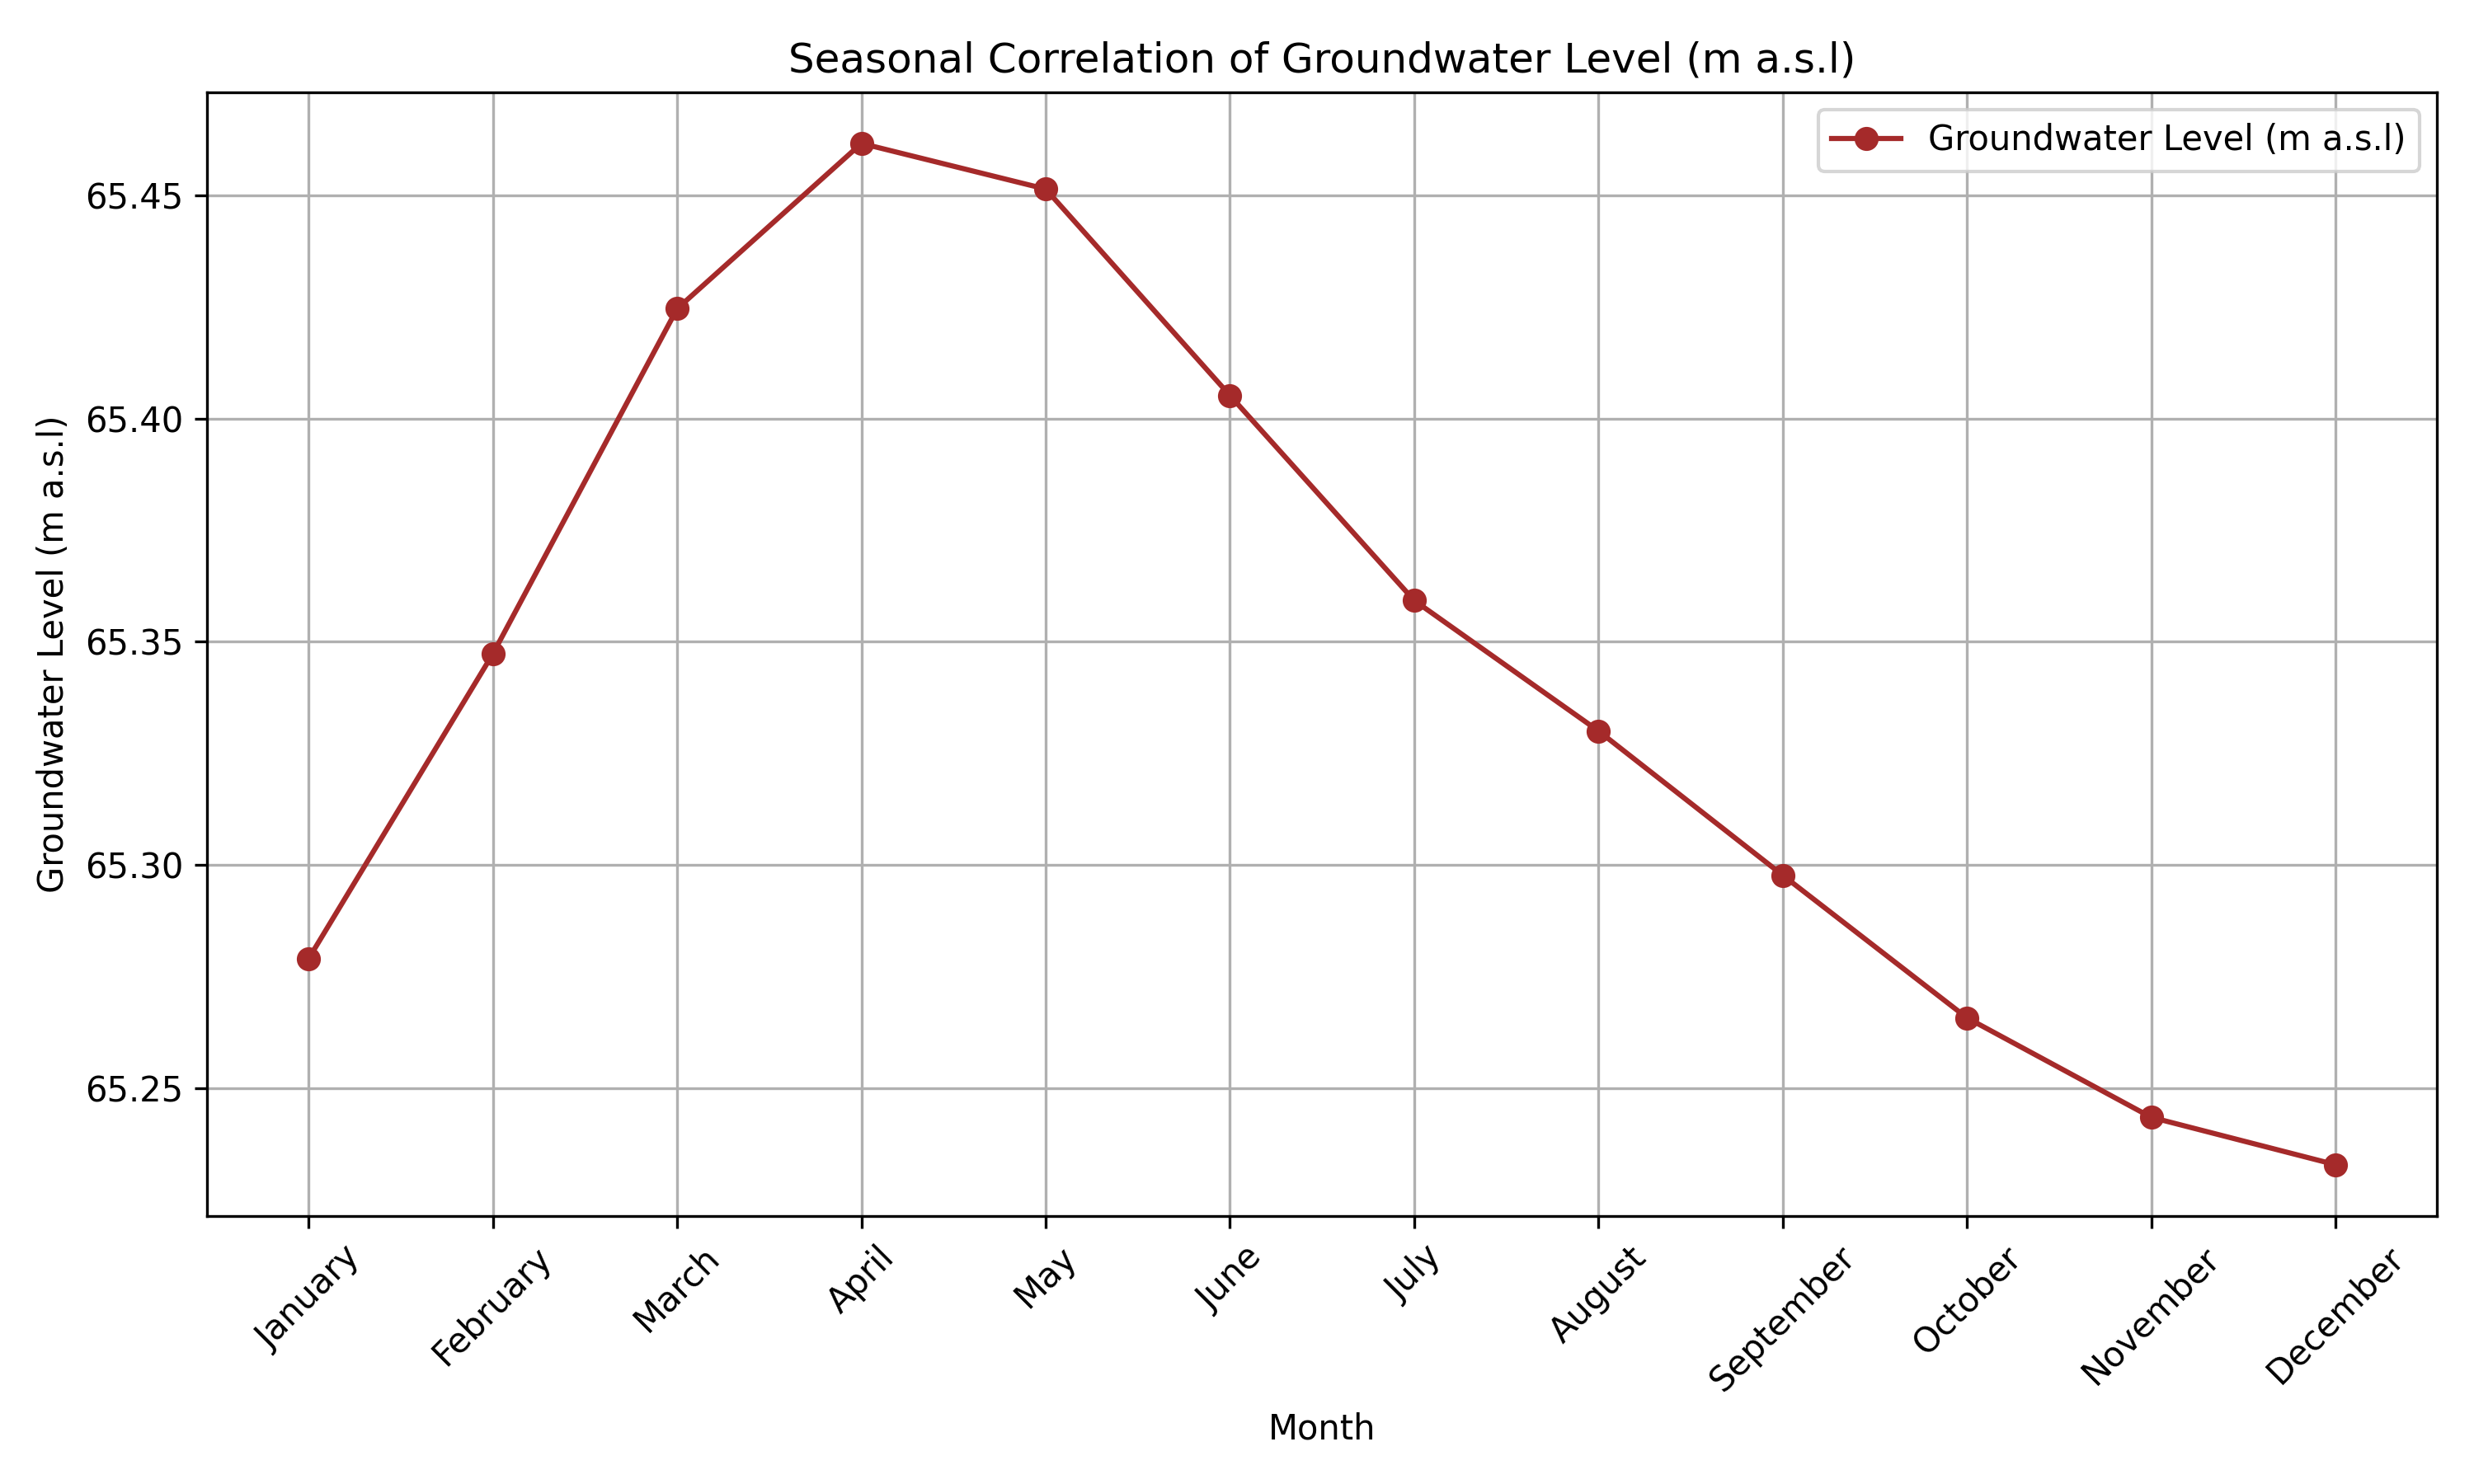 Seasonal Correlation of Groundwater Level (m a.s.l)
Groundwater Level (m a.s.l)
Groundwater Level (m a.s.l)
65.45
65.40
65.35
65.30
65.25
January
February
March
April
May
June
July
August
September
October
November
December
Month